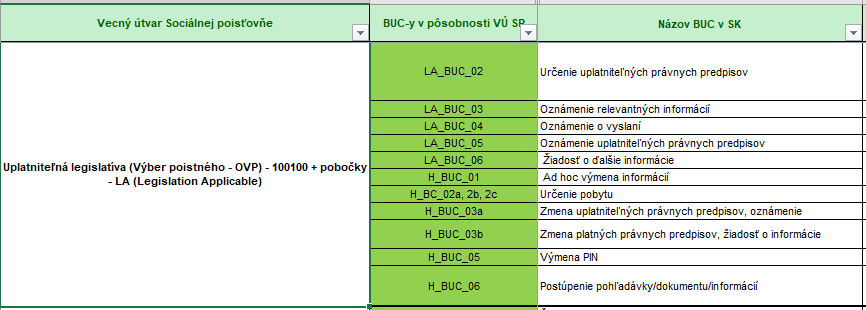 Vecný útvar Sociálnej poisťovňe
BUC-y v pôsobnosti VÚ SP
Názov BUC v SK
Uplatniteľná legislatíva (Výber poistného - OVP) - 100100 + pobočky
- LA (Legislation Applicable)
LA_BUC_02 Určenie uplatniteľných právnych predpisov
LA_BUC_03 Oznámenie relevantných informácií
LA_BUC_04 Oznámenie o vyslaní
LA_BUC_05 Oznámenie uplatniteľných právnych predpisov
LA_BUC_06 Žiadosť o ďalšie informácie
H_BUC_01 Ad hoc výmena informácií
H_BC_02a, 2b, 2c Určenie pobytu
H_BUC_03a Zmena uplatniteľných právnych predpisov, oznámenie
H_BUC_03b Zmena platných právnych predpisov, žiadosť o informácie
H_BUC_05 Výmena PIN
H_BUC_06 Postúpenie pohľadávky/dokumentu/informácií